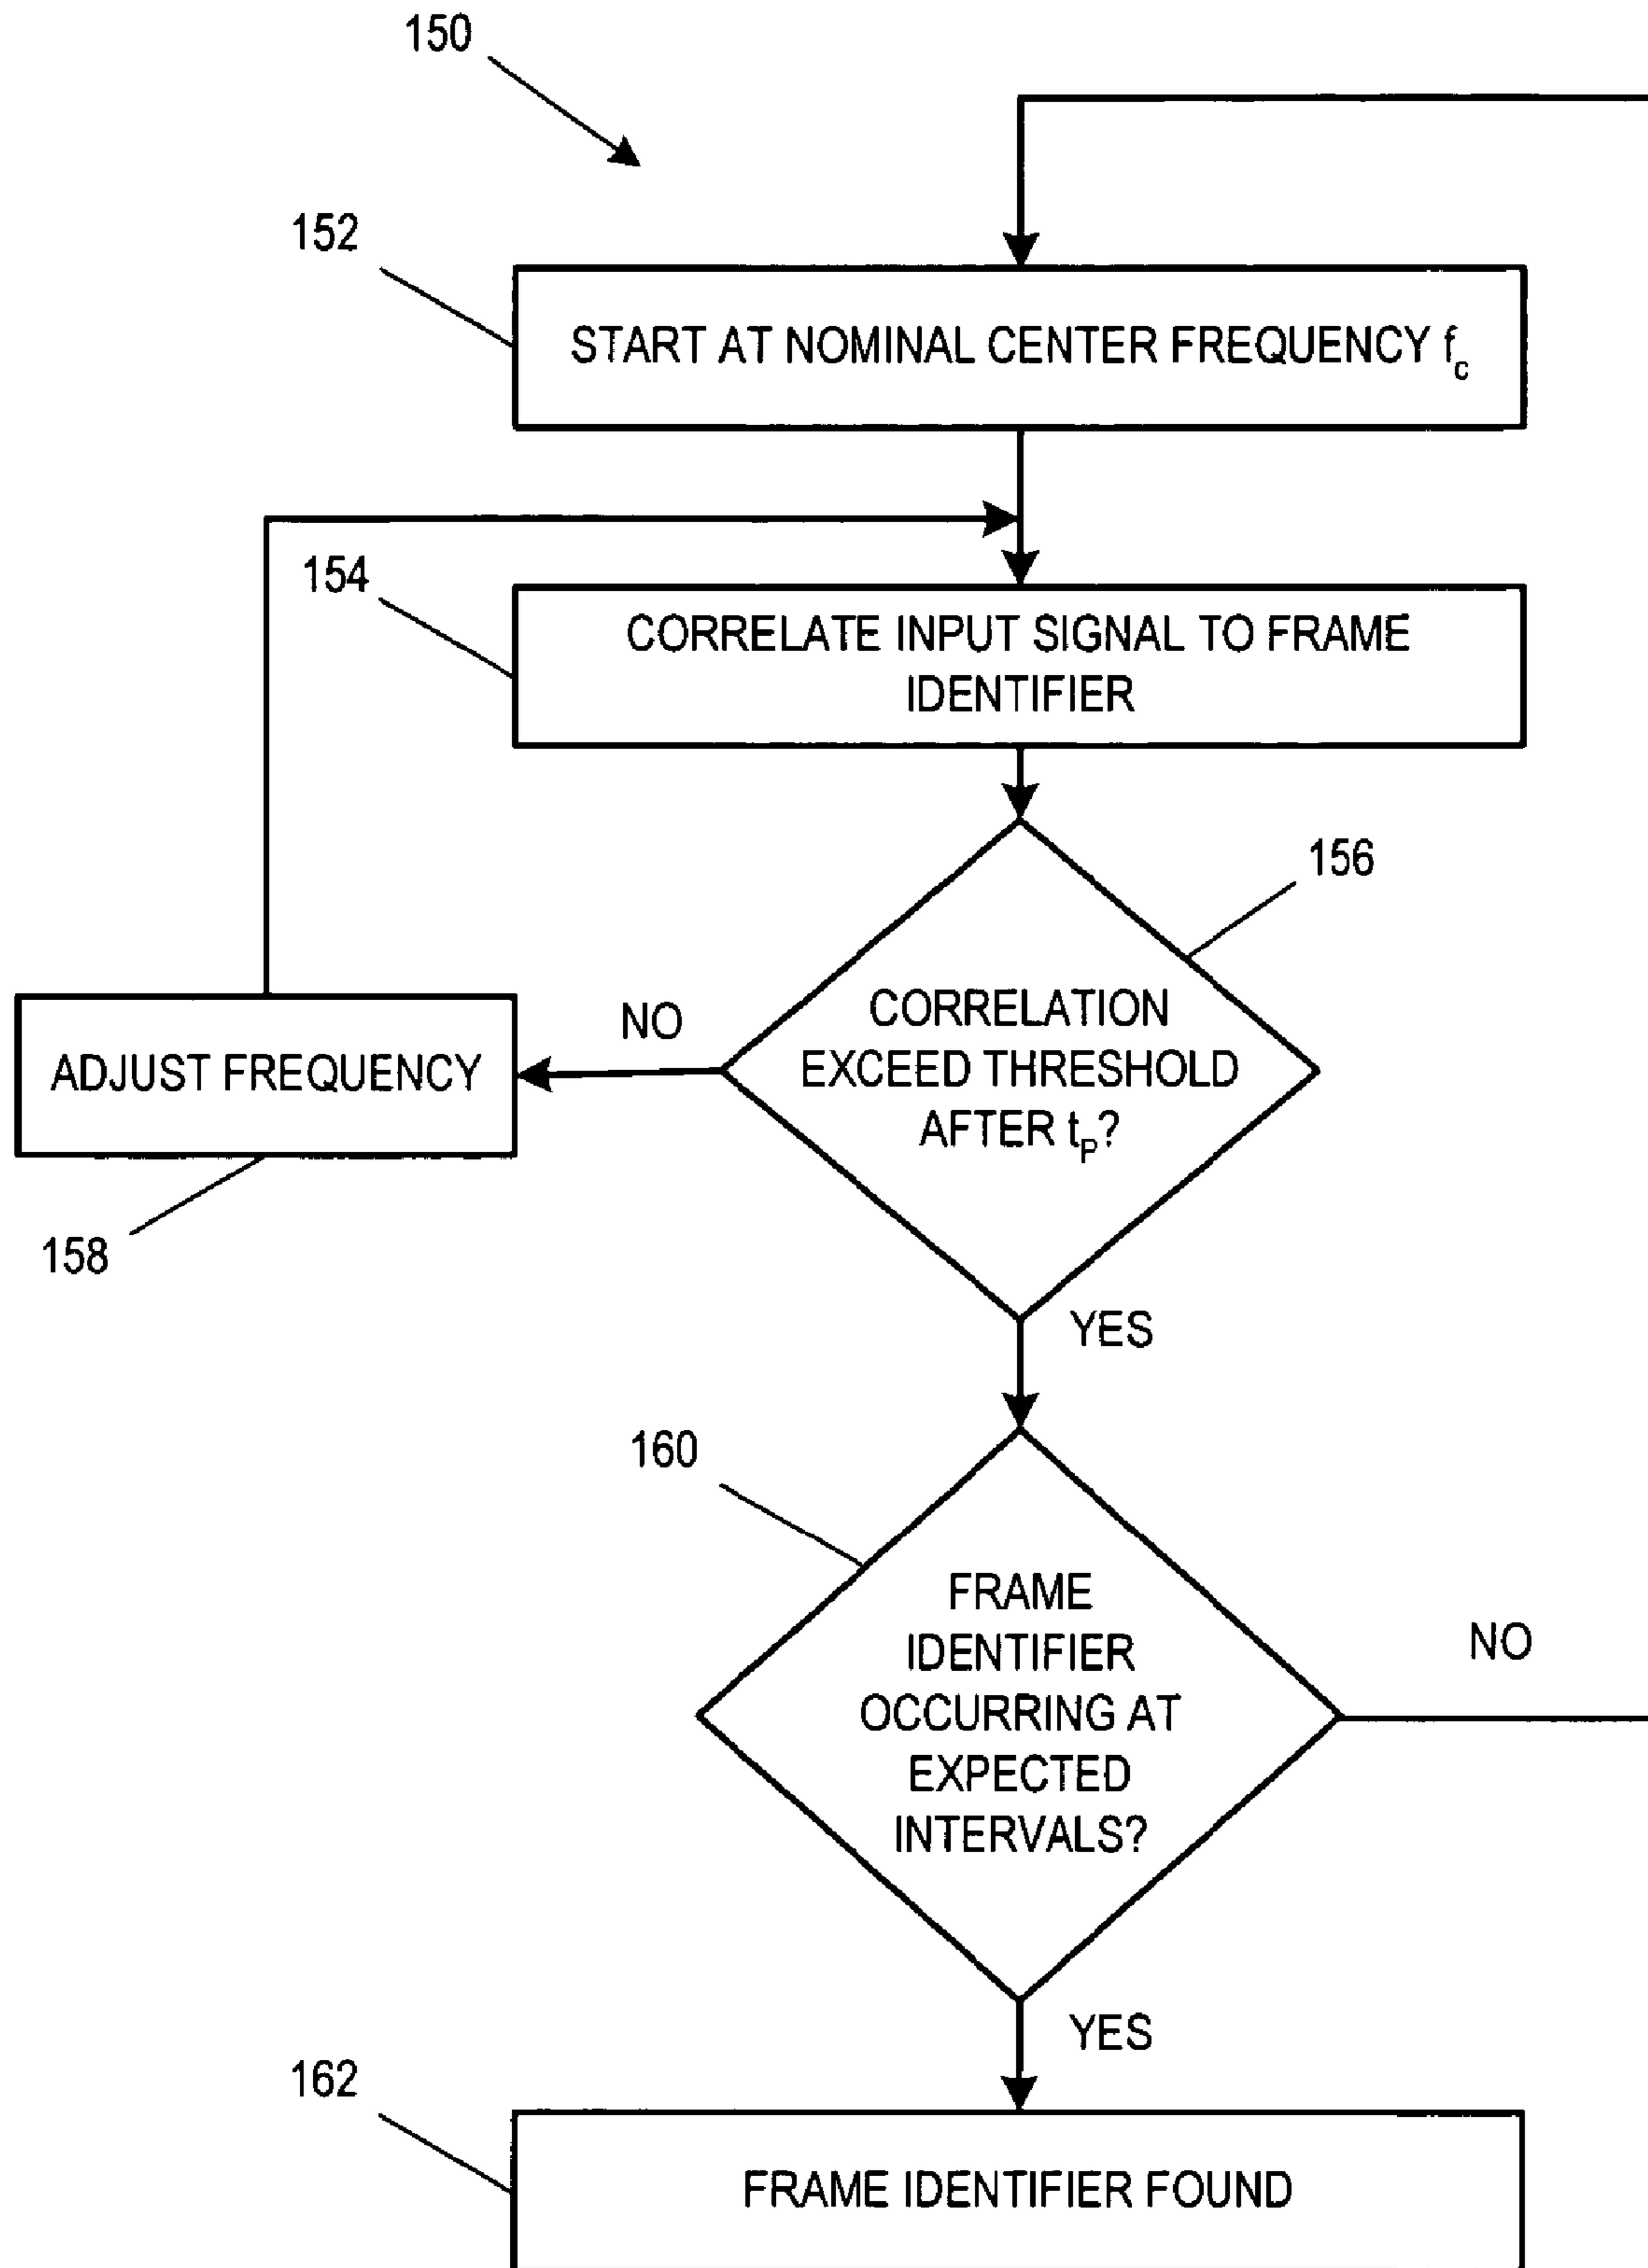 150
152
START AT NOMINAL CENTER FREQUENCY fc
154
CORRELATE INPUT SIGNAL TO FRAME
IDENTIFIER
156
CORRELATION
EXCEED THRESHOLD
AFTER tP?
NO
ADJUST FREQUENCY
158
YES
160
FRAME
IDENTIFIER
OCCURRING AT
EXPECTED
INTERVALS?
NO
YES
162
FRAME IDENTIFIER FOUND